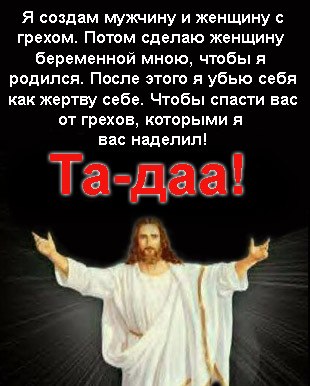 Я создам мужчину и женщину с
грехом. Потом сделаю женщину
беременной мною, чтобы я
родился. После этого я убью себя
как жертву себе. Чтобы спасти вас
от грехов, которыми я
вас наделил!
Та-даа!